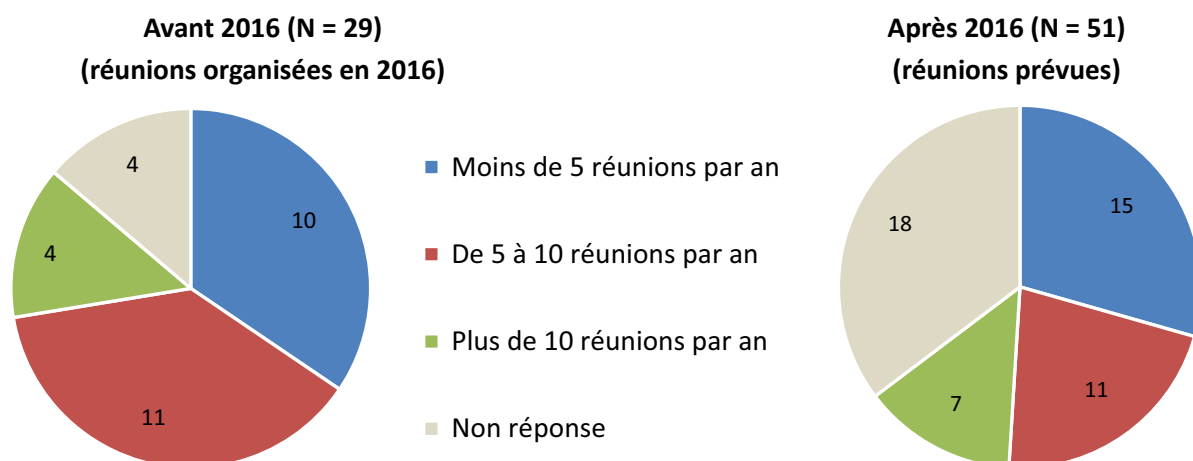 Avant 2016 (N = 29)
(réunions organisées en 2016)
4
10
4
11
Moins de 5 réunions par an
De 5 à 10 réunions par an
Plus de 10 réunions par an
Non réponse
Après 2016 (N = 51)
(réunions prévues)
15
18
7
11